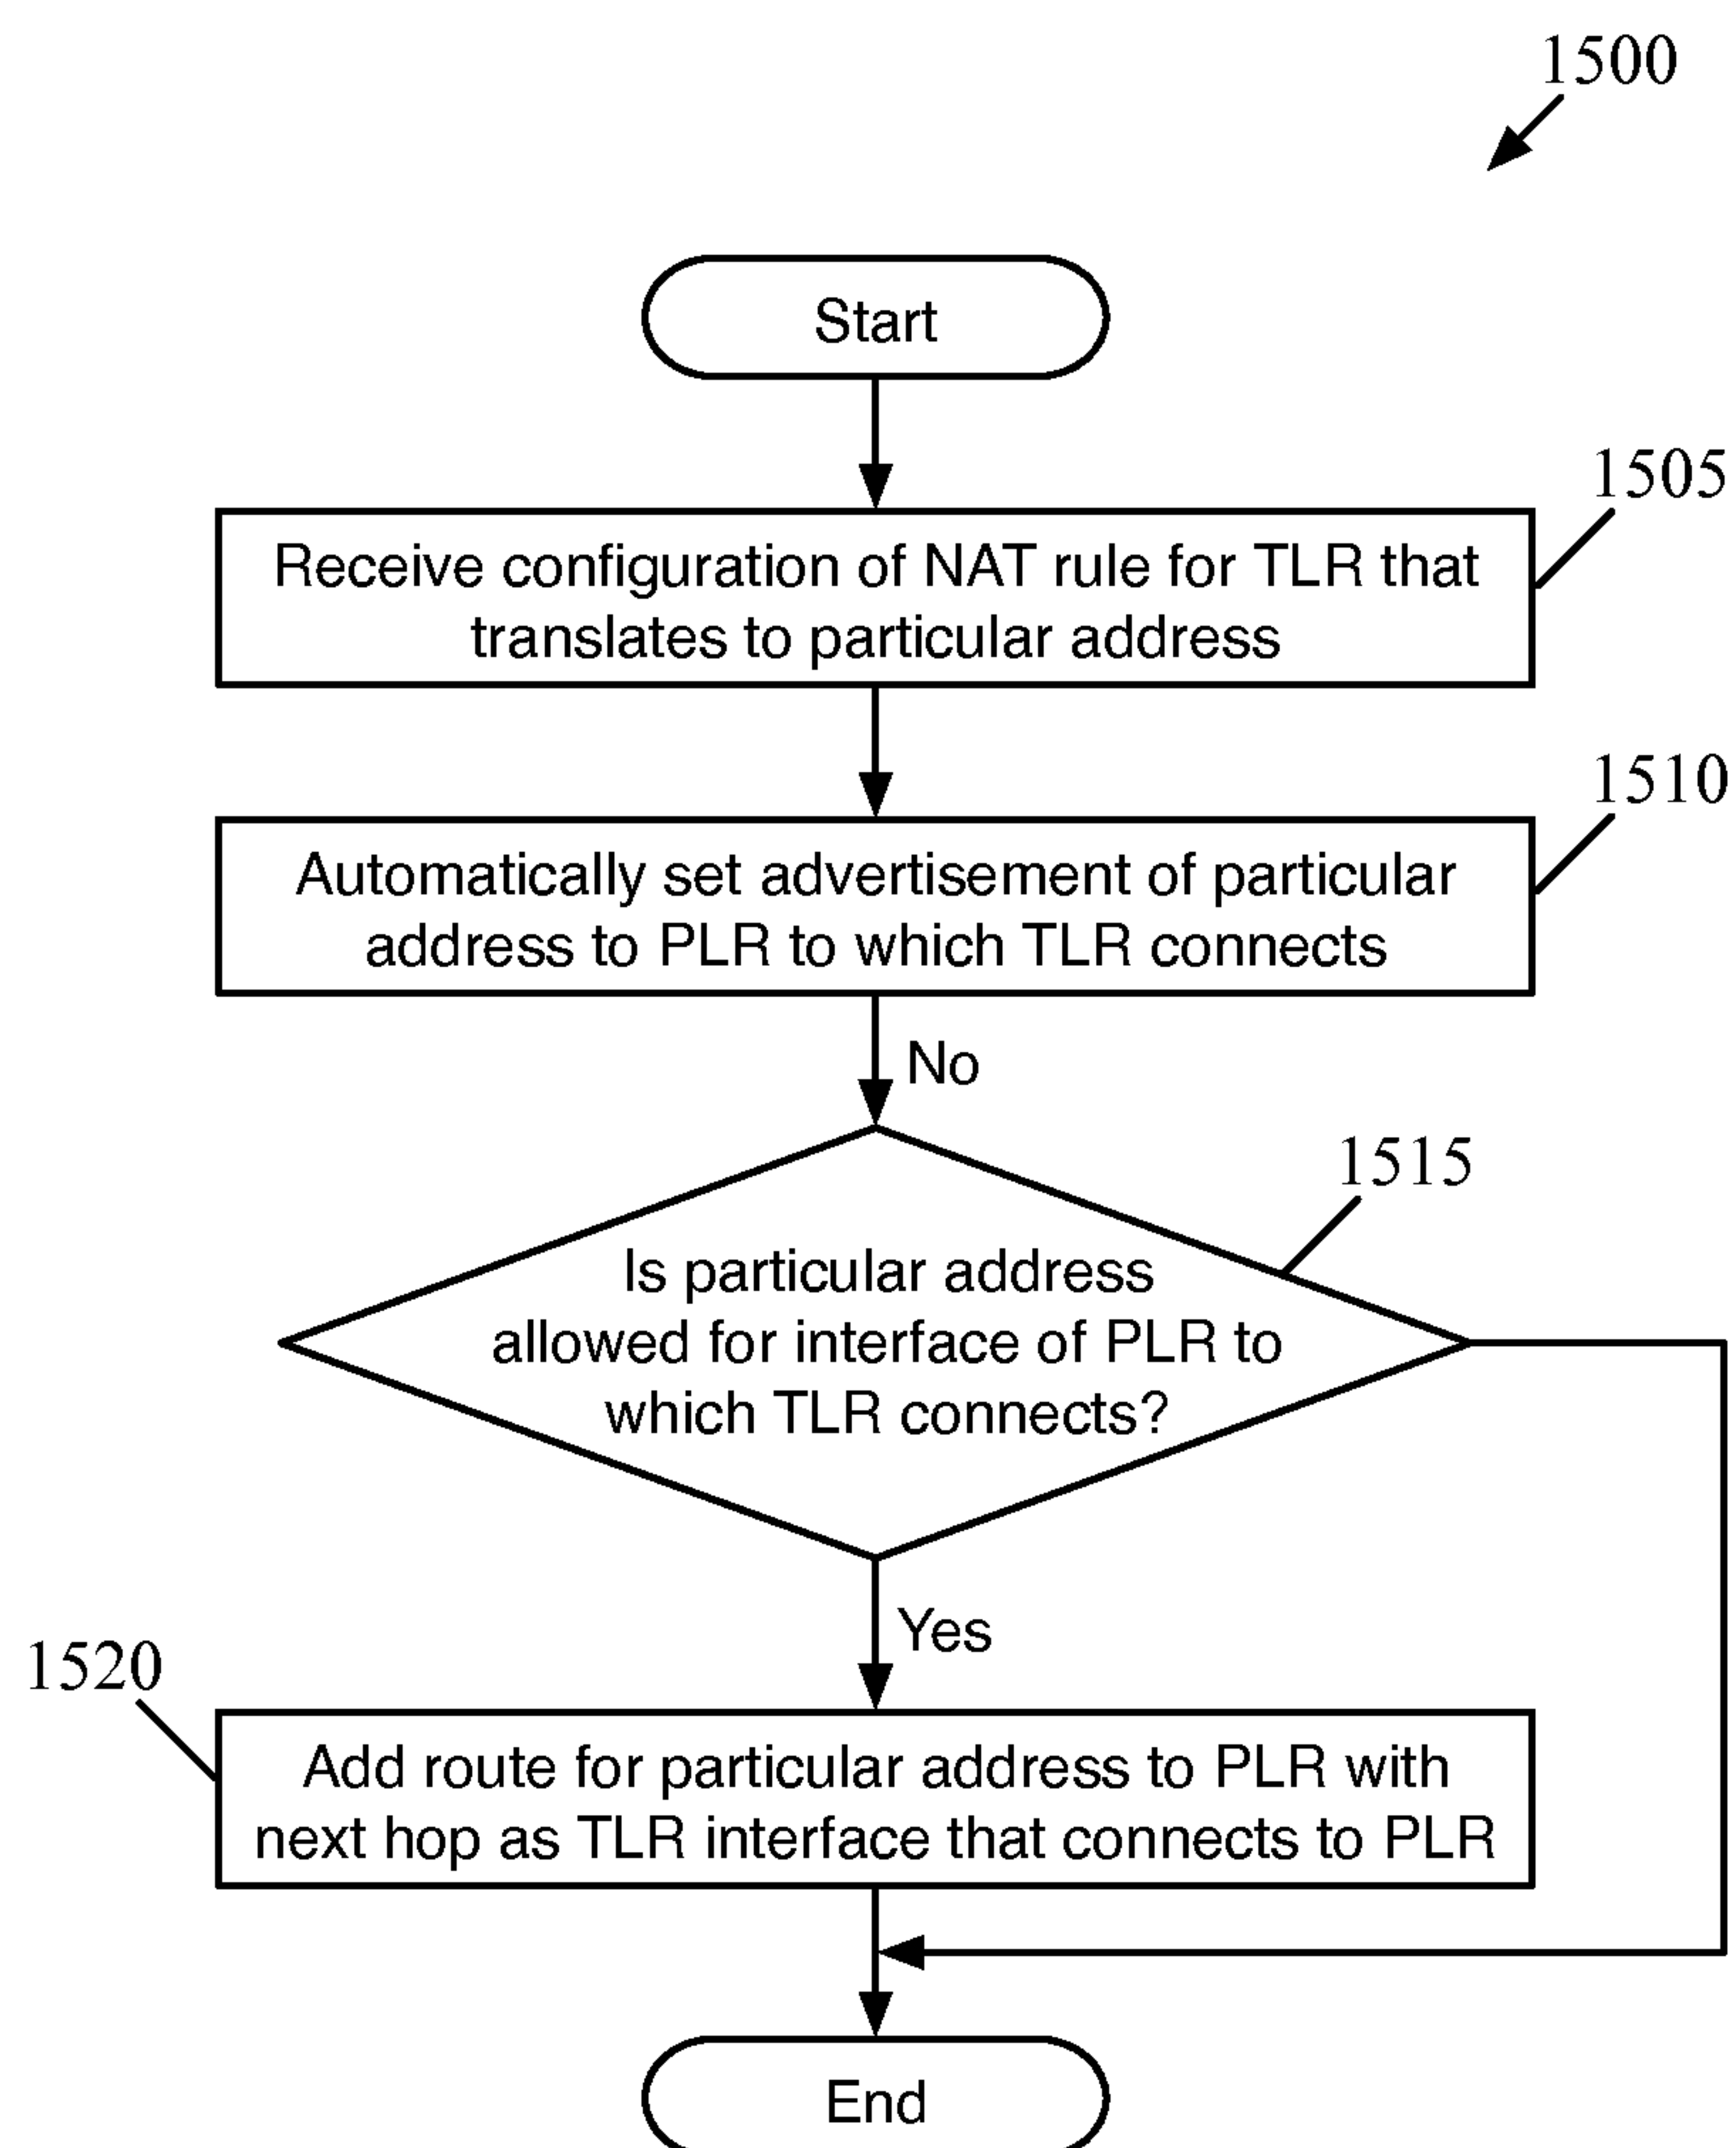 1500
Start
1505
Receive configuration of NAT rule for TLR that
translates to particular address
1510
Automatically set advertisement of particular
address to PLR to which TLR connects
No
1515
Is particular address
allowed for interface of PLR to
which TLR connects?
Yes
1520
Add route for particular address to PLR with
next hop as TLR interface that connects to PLR
End